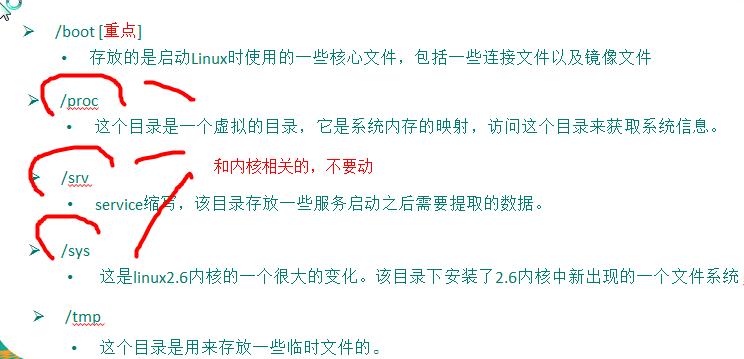 /boot [重点]
存放的是启动Linux时使用的一些核心文件，包括一些连接文件以及镜像文件
/proc
这个目录是一个虚拟的目录，它是系统内存的映射，访问这个目录来获取系统信息。
和内核相关的，不要动
/srv
service缩写，该目录存放一些服务启动之后需要提取的数据。
/sys
这是linux2.6内核的一个很大的变化。该目录下安装了2.6内核中新出现的一个文件系统
/tmp
这个目录是用来存放一些临时文件的。